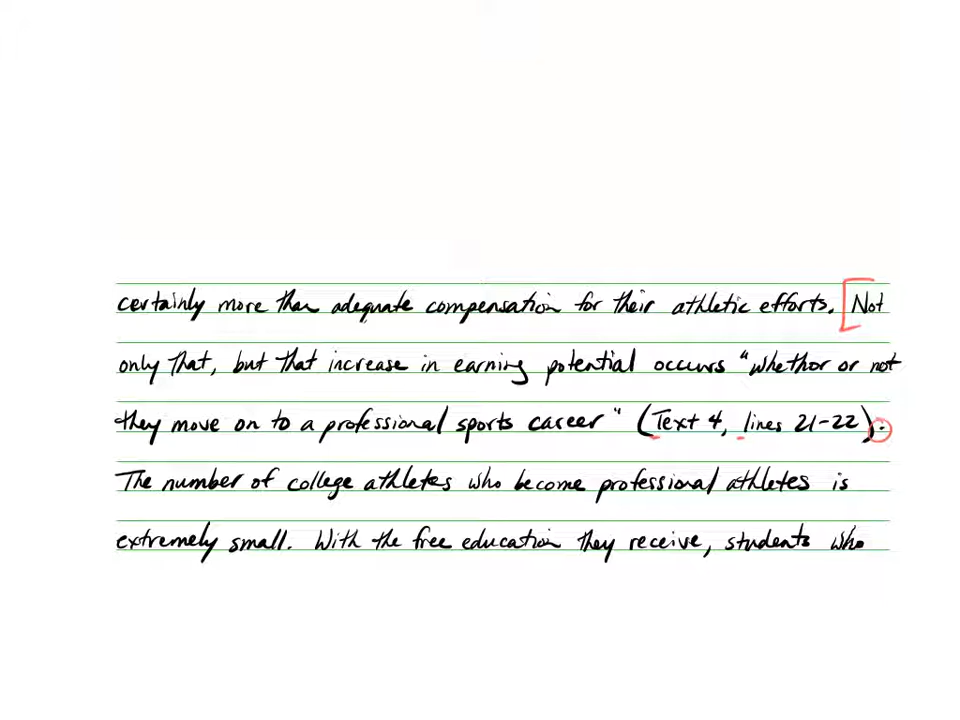 certainly more than adequate compensation for their athletic efforts. [Not
only that, but that increase in earning potential occurs "whether or not
they move on to a professional sports career" (Text 4, lines 21-22).
The number of college athletes who become professional athletes is
extremely small. With the free education they receive, students who